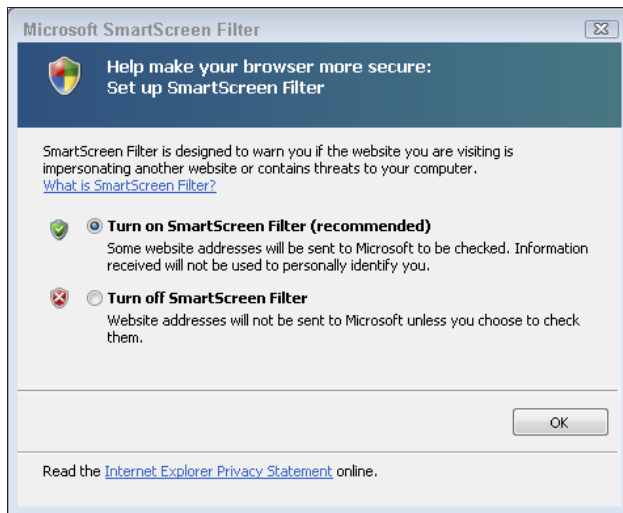 Microsoft SmartScreen Filter
Help make your browser more secure:
Set up SmartScreen Filter
SmartScreen Filter is designed to warn you if the website you are visiting is
impersonating another website or contains threats to your computer.
What is SmartScreen Filter?
Turn on SmartScreen Filter (recommended)
Some website addresses will be sent to Microsoft to be checked. Information
received will not be used to personally identify you.
Turn off SmartScreen Filter
Website addresses will not be sent to Microsoft unless you choose to check
them.
OK
Read the Internet Explorer Privacy Statement online.